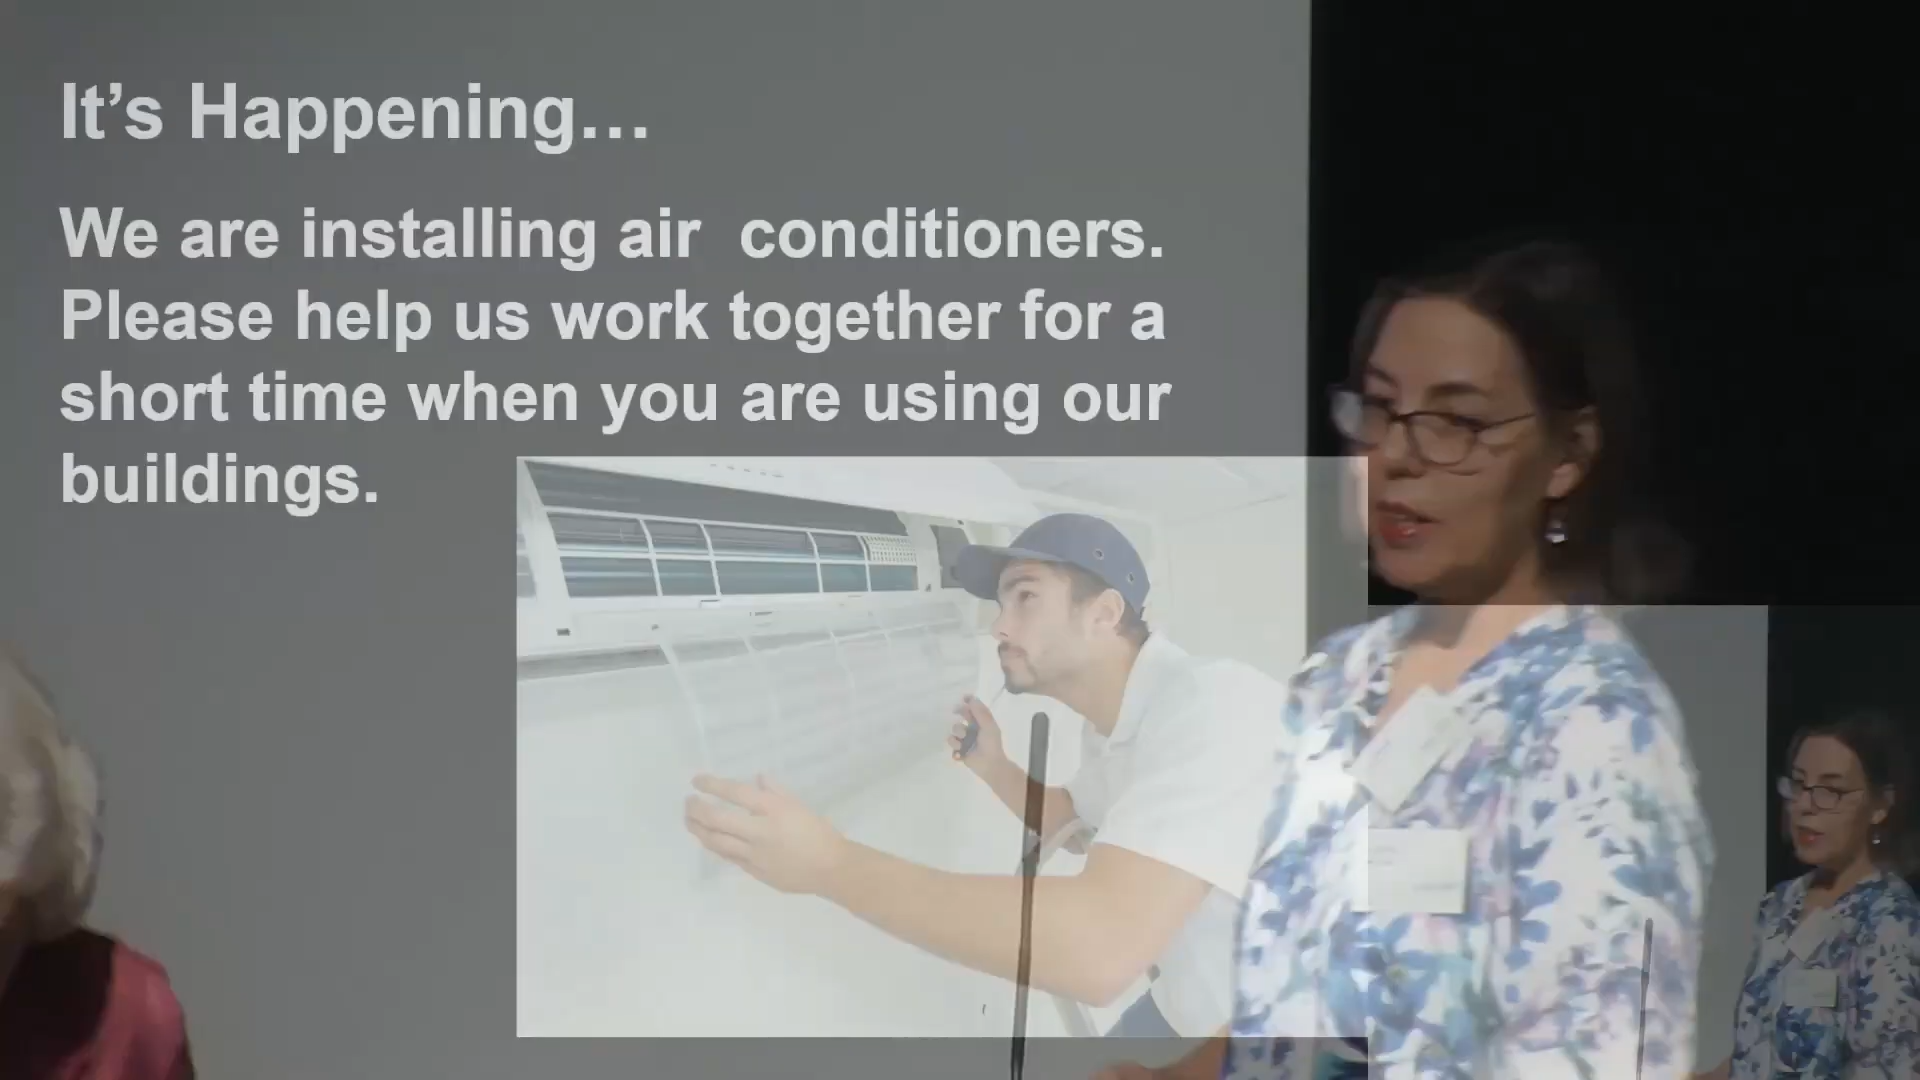 It’s Happening…
We are installing air  conditioners.
Please help us work together for a
short time when you are using our
buildings.